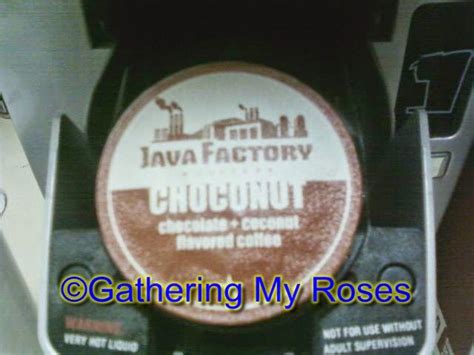 JAVA FACTORY
ROASTERS
CHOCONUT
chocolate + coconut
flavored coffee
©Gathering My Roses
WARNING
VERY HOT LIQUID
NOT FOR USE WITHOUT
ADULT SUPERVISION